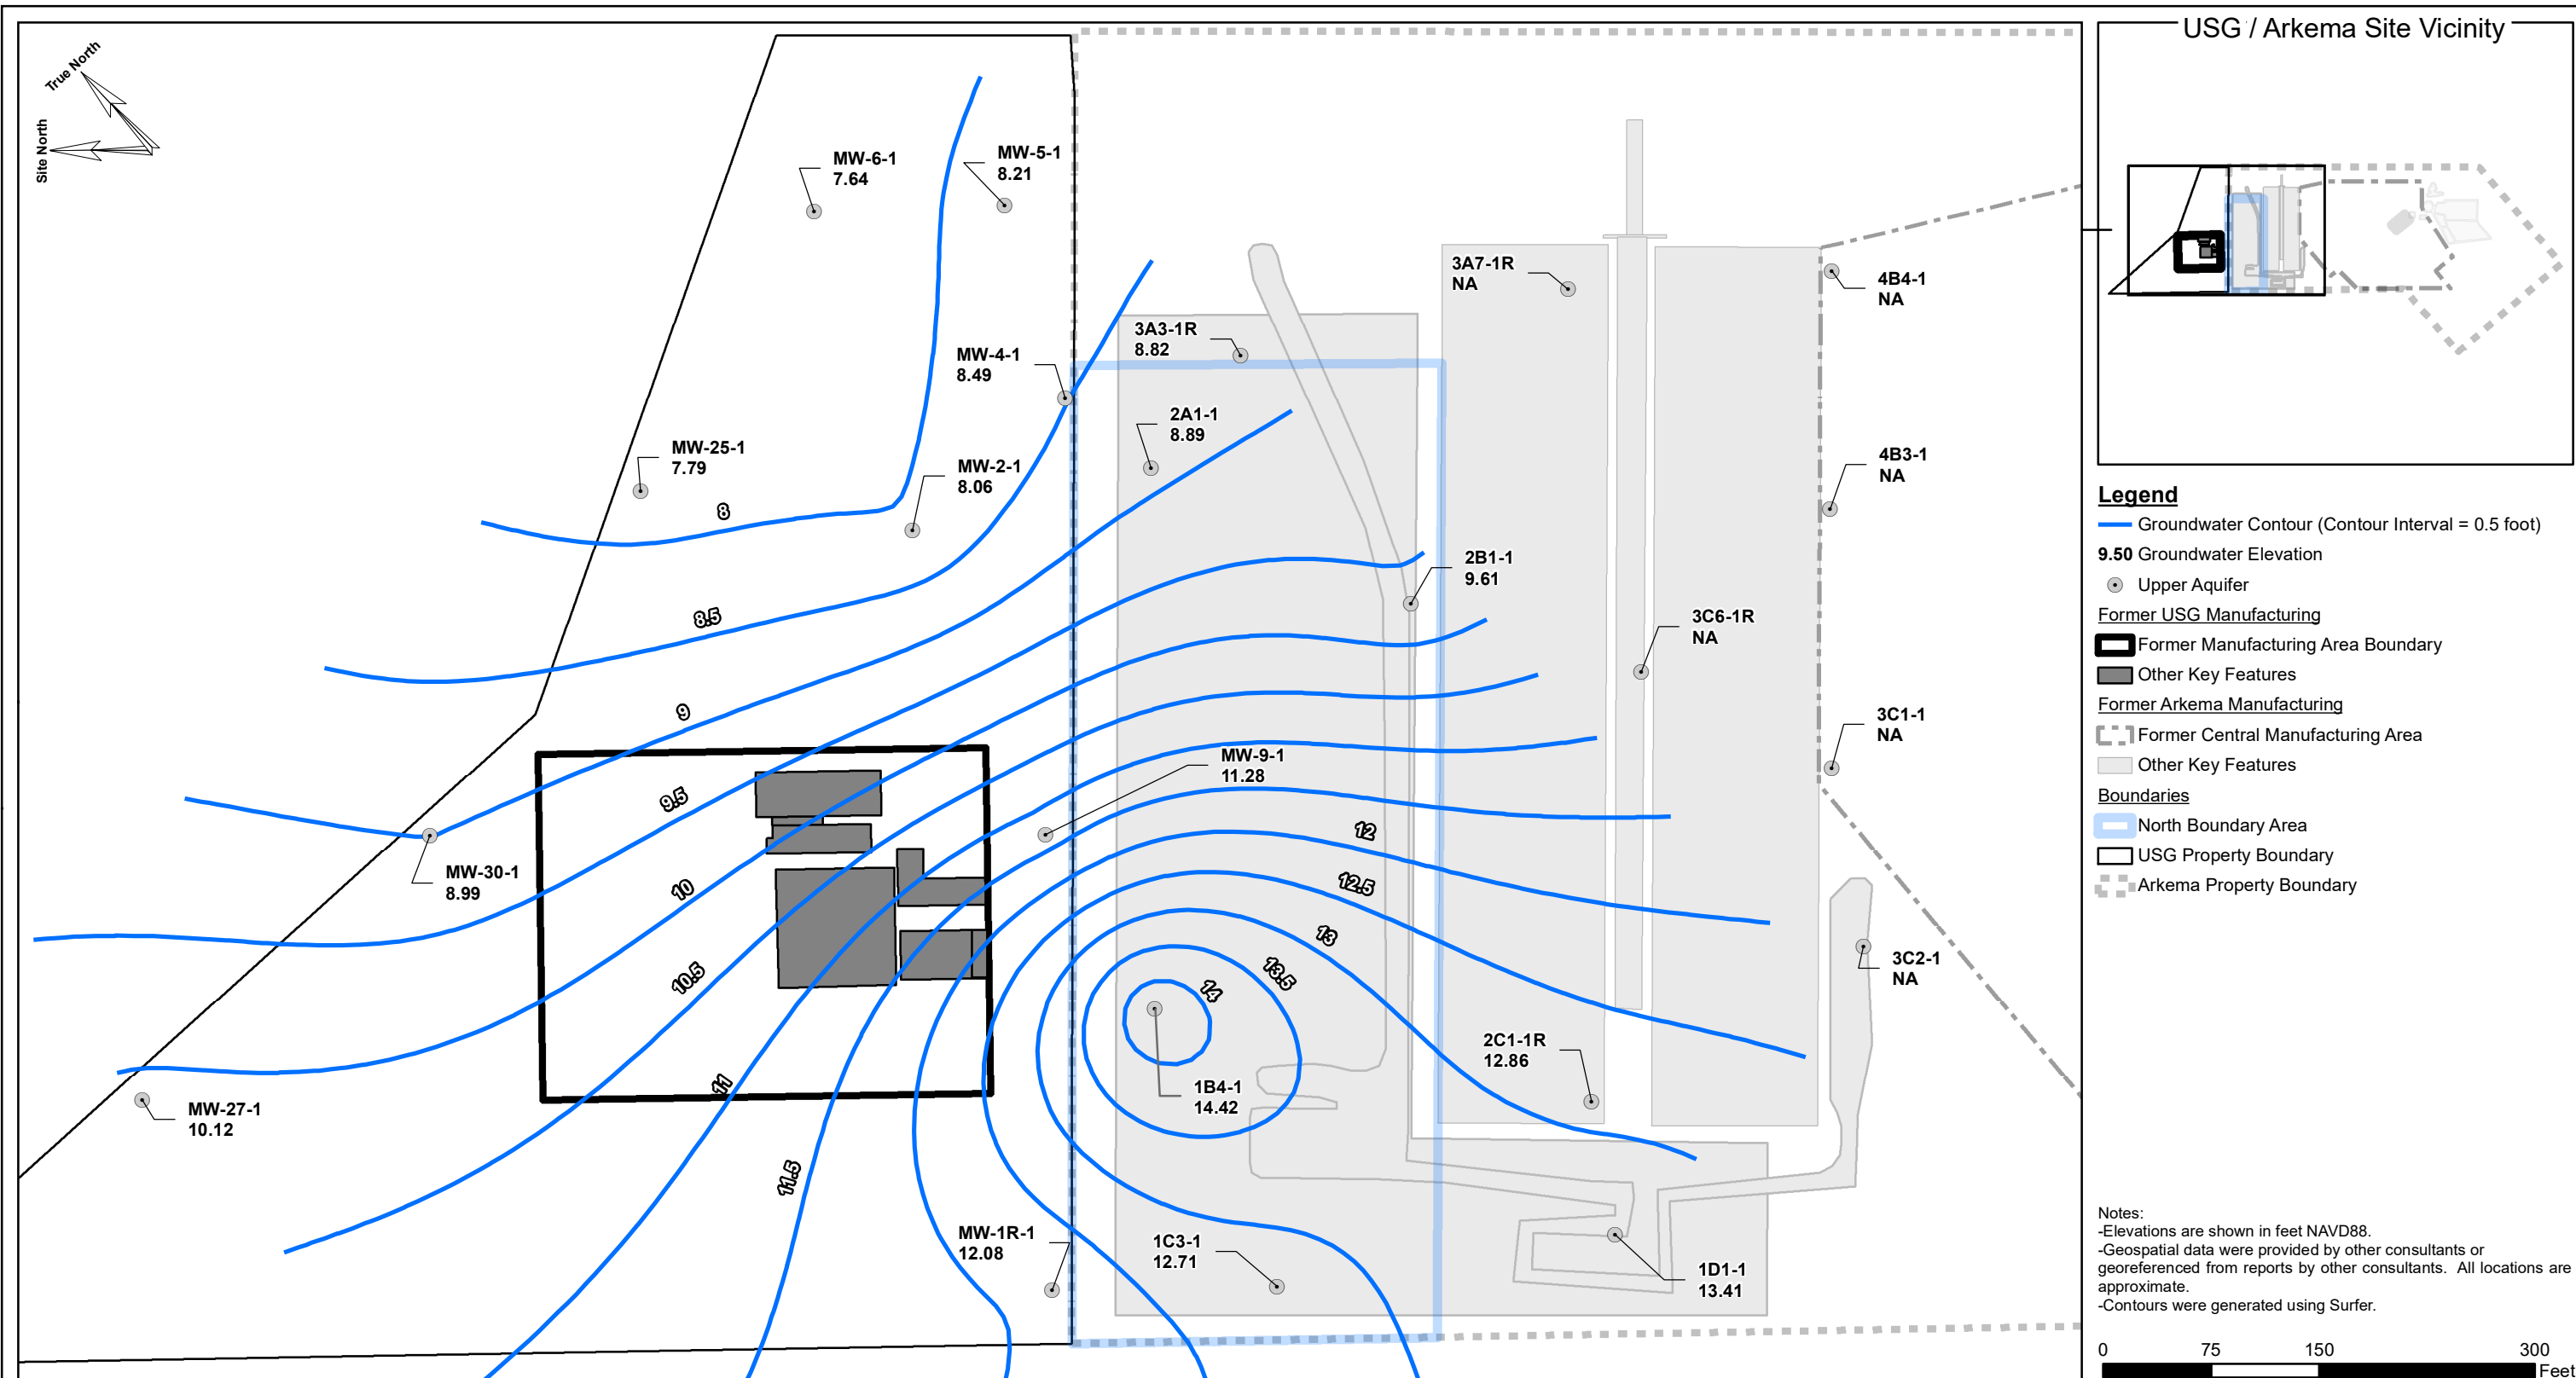 True North
Site North
MW-6-1
7.64
MW-5-1
8.21
MW-4-1
8.49
MW-25-1
7.79
MW-2-1
8.06
MW-30-1
8.99
MW-27-1
10.12
MW-9-1
11.28
MW-1R-1
12.08
3A3-1R
8.82
2A1-1
8.89
2B1-1
9.61
3A7-1R
NA
4B4-1
NA
4B3-1
NA
3C6-1R
NA
3C1-1
NA
3C2-1
NA
2C1-1R
12.86
1B4-1
14.42
1C3-1
12.71
1D1-1
13.41
8
8.5
9
9.5
10
10.5
11
11.5
12
12.5
13
13.5
14
USG / Arkema Site Vicinity
Legend
Groundwater Contour (Contour Interval = 0.5 foot)
9.50 Groundwater Elevation
Upper Aquifer
Former USG Manufacturing
Former Manufacturing Area Boundary
Other Key Features
Former Arkema Manufacturing
Former Central Manufacturing Area
Other Key Features
Boundaries
North Boundary Area
USG Property Boundary
Arkema Property Boundary
Notes:
-Elevations are shown in feet NAVD88.
-Geospatial data were provided by other consultants or
georeferenced from reports by other consultants. All locations are
approximate.
-Contours were generated using Surfer.
0 75 150 300
Feet